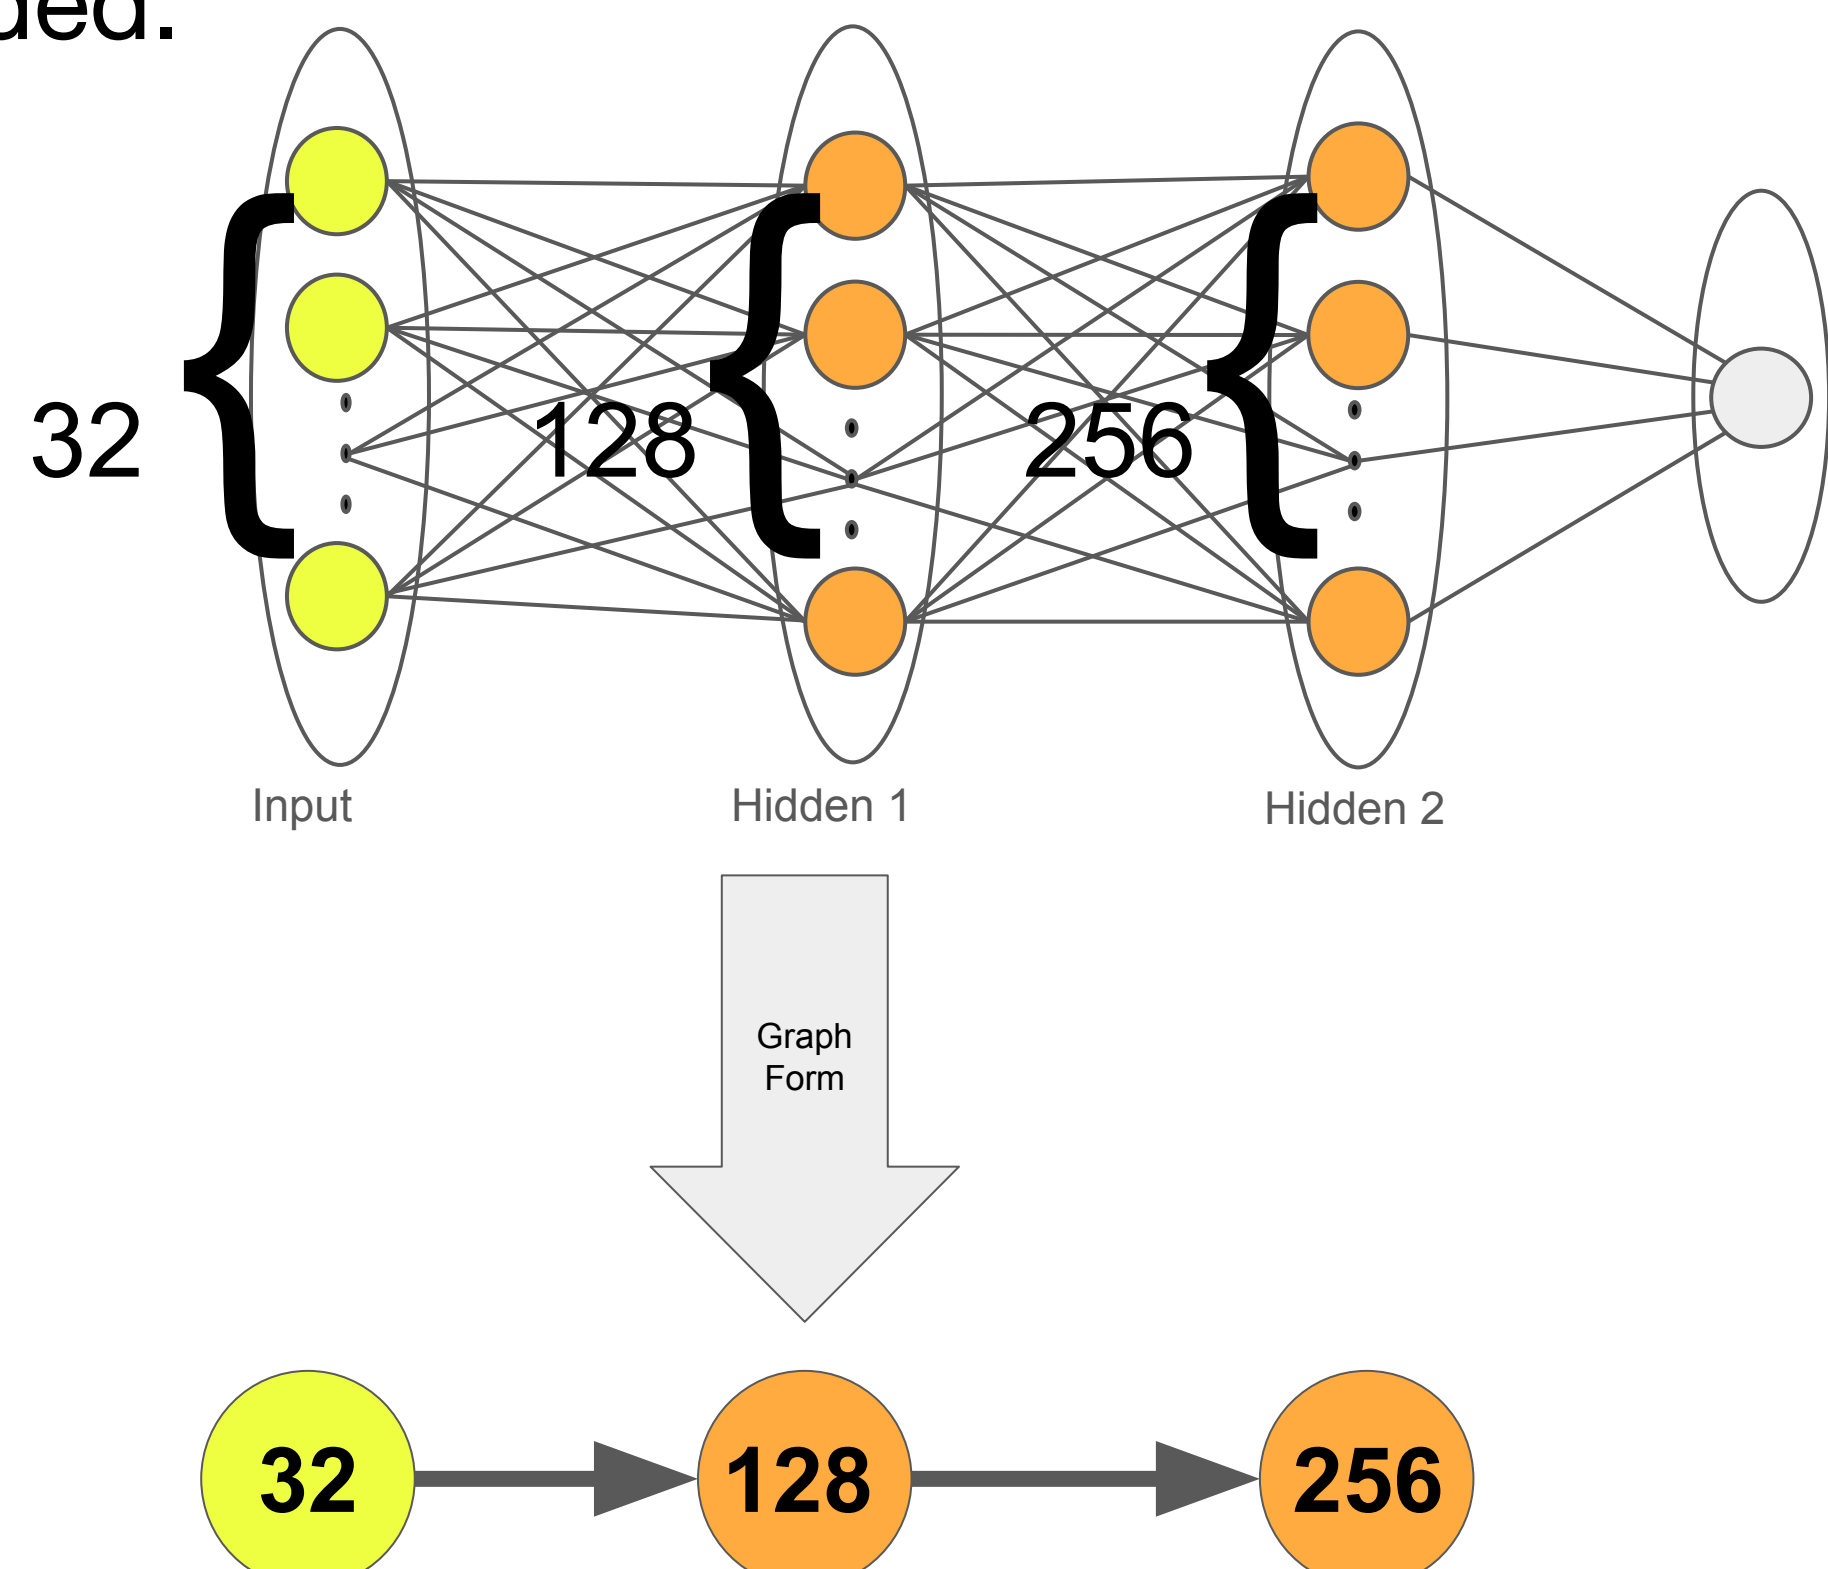 32 { 128 { 256 {
Input Hidden 1 Hidden 2
Graph
Form
32 128 256